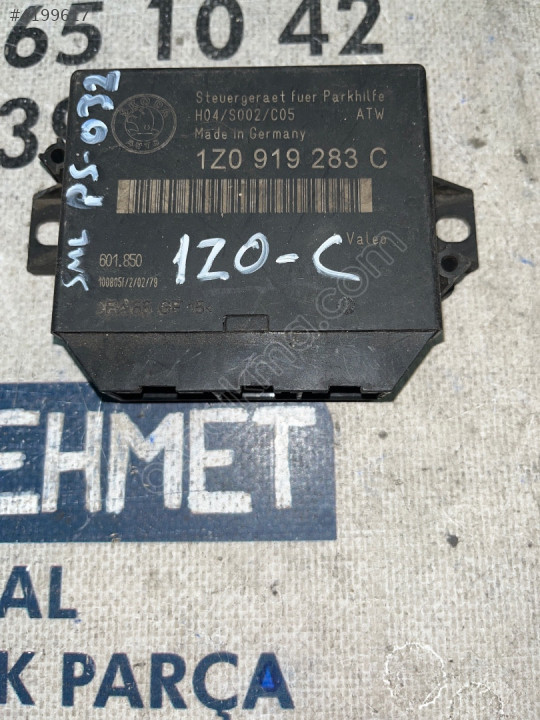 65 10 42
SML PS-032
Steuergeraet fuer Parkhilfe
H04/S002/C05 ATW
Made in Germany
1Z0 919 283 C
Valeo
601.850
1Z0-C
EHMET
AL
K PARÇA